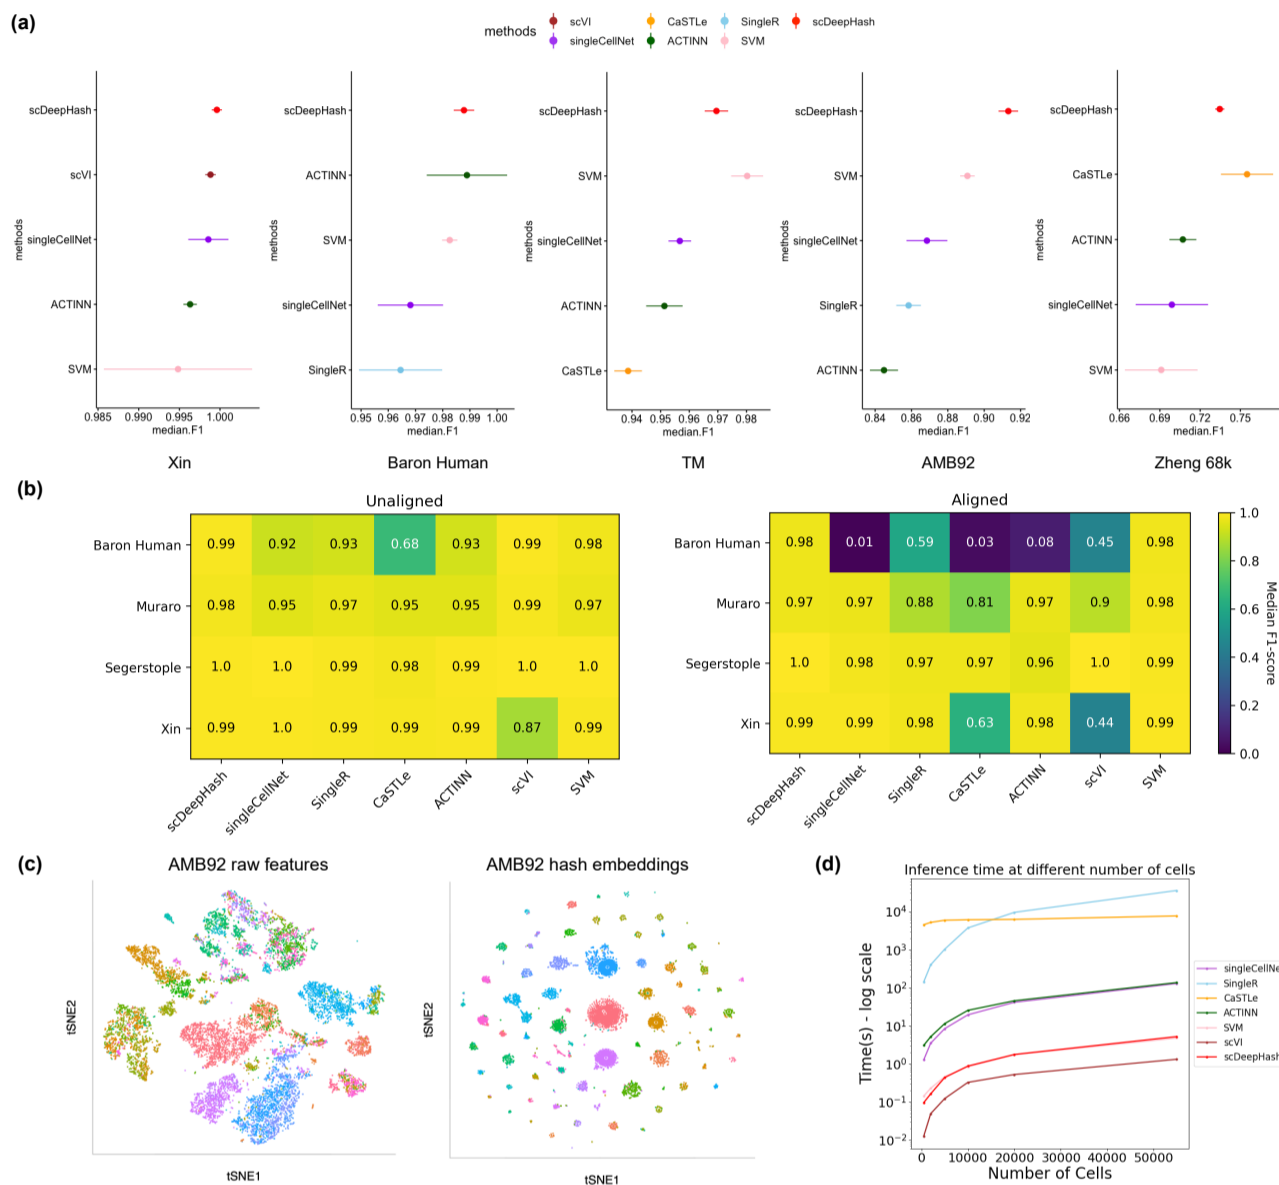 (a)
methods
scVI
CaSTLe
SingleR
scDeepHash
singleCellNet
ACTINN
SVM
methods
scDeepHash
scVI
singleCellNet
ACTINN
SVM
0.985 0.990 0.995 1.000
median.F1
Xin
methods
scDeepHash
ACTINN
SVM
singleCellNet
SingleR
0.95 0.96 0.97 0.98 0.99 1.00
median.F1
Baron Human
methods
scDeepHash
SVM
singleCellNet
ACTINN
CaSTLe
0.94 0.95 0.96 0.97 0.98
median.F1
TM
methods
scDeepHash
SVM
singleCellNet
SingleR
ACTINN
0.84 0.86 0.88 0.90 0.92
median.F1
AMB92
methods
scDeepHash
CaSTLe
ACTINN
singleCellNet
SVM
0.66 0.69 0.72 0.75
median.F1
Zheng 68k
(b)
Unaligned
Baron Human 0.99 0.92 0.93 0.68 0.93 0.99 0.98
Muraro 0.98 0.95 0.97 0.95 0.95 0.99 0.97
Segerstople 1.0 1.0 0.99 0.98 0.99 1.0 1.0
Xin 0.99 1.0 0.99 0.99 0.99 0.87 0.99
scDeepHash singleCellNet SingleR CaSTLe ACTINN scVI SVM
Aligned
Baron Human 0.98 0.01 0.59 0.03 0.08 0.45 0.98
Muraro 0.97 0.97 0.88 0.81 0.97 0.9 0.98
Segerstople 1.0 0.98 0.97 0.97 0.96 1.0 0.99
Xin 0.99 0.99 0.98 0.63 0.98 0.44 0.99
scDeepHash singleCellNet SingleR CaSTLe ACTINN scVI SVM
1.0
0.8
0.6
0.4
0.2
0.0
Median F1-score
(c)
AMB92 raw features
tSNE2
tSNE1
AMB92 hash embeddings
tSNE2
tSNE1
(d)
Inference time at different number of cells
Time(s) - log scale
10⁴
10³
10²
10¹
10⁰
10⁻¹
10⁻²
0 10000 20000 30000 40000 50000
Number of Cells
singleCellNe
SingleR
CaSTLe
ACTINN
SVM
scVI
scDeepHash